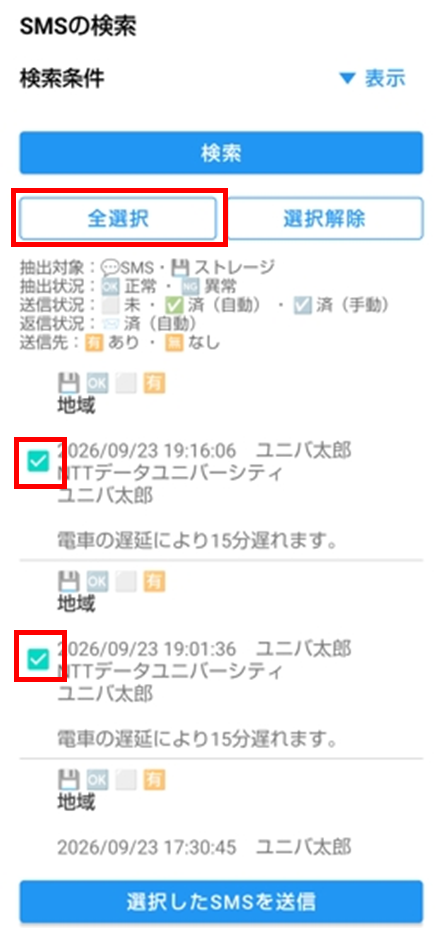 SMSの検索
検索条件 ▼ 表示
検索
全選択 選択解除
抽出対象：💬SMS・💾ストレージ
抽出状況：🆗正常・🆖異常
送信状況：⬜未・✅済（自動）・☑済（手動）
返信状況：📨済（自動）
送信先：🈶あり・🈚なし
💾🆗⬜🈶
地域
2026/09/23 19:16:06　ユニバ太郎
NTTデータユニバーシティ
ユニバ太郎
電車の遅延により15分遅れます。
💾🆗⬜🈶
地域
2026/09/23 19:01:36　ユニバ太郎
NTTデータユニバーシティ
ユニバ太郎
電車の遅延により15分遅れます。
💾🆗⬜🈶
地域
2026/09/23 17:30:45　ユニバ太郎
選択したSMSを送信